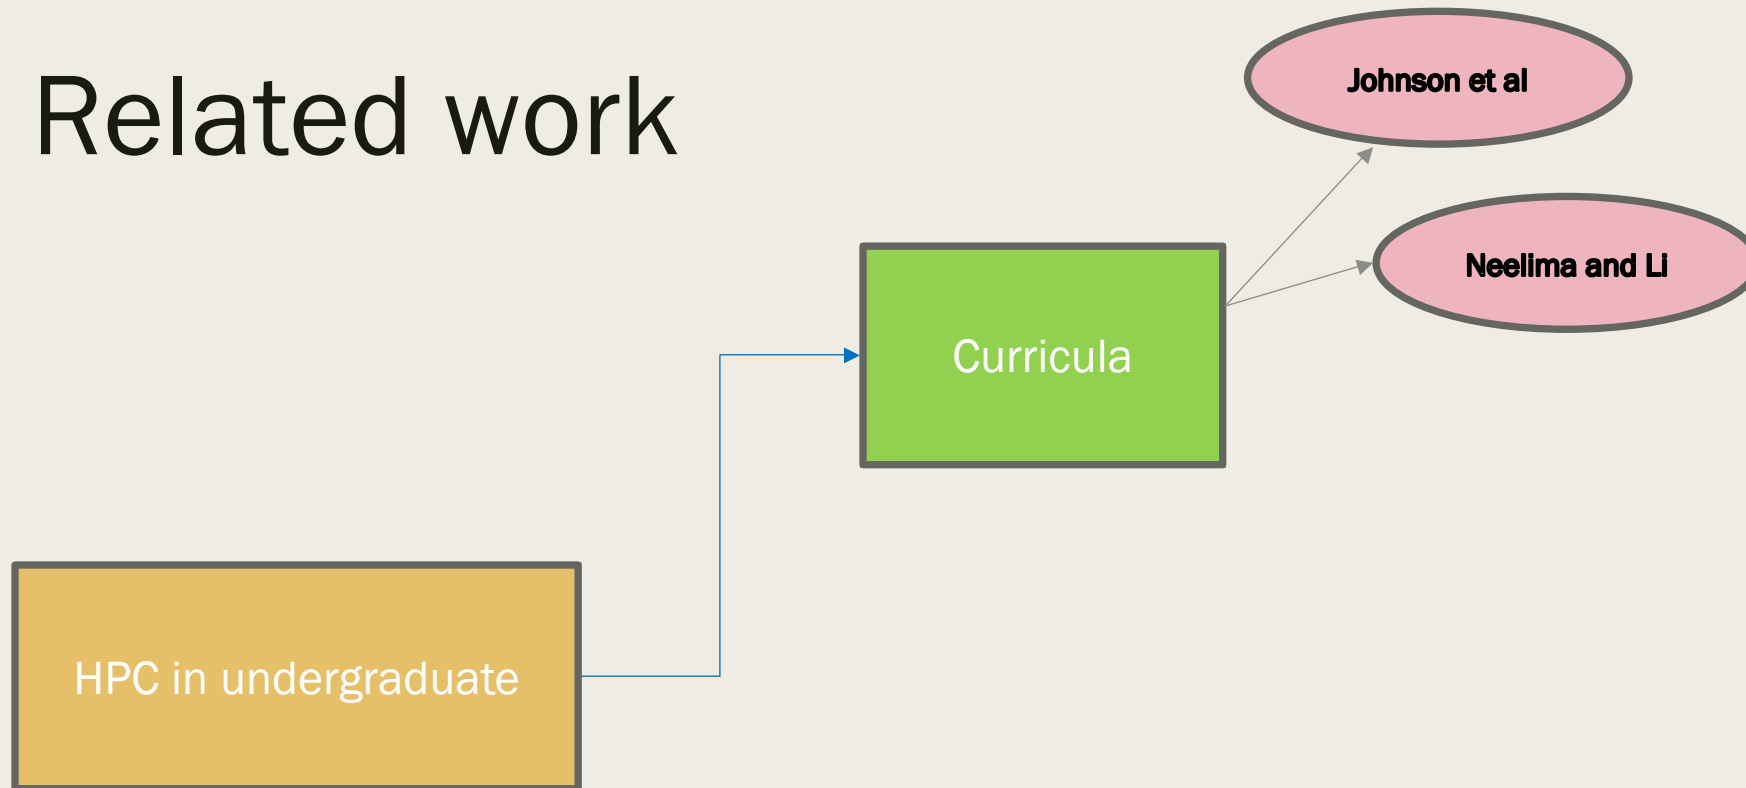 Related work
Johnson et al
Neelima and Li
Curricula
HPC in undergraduate